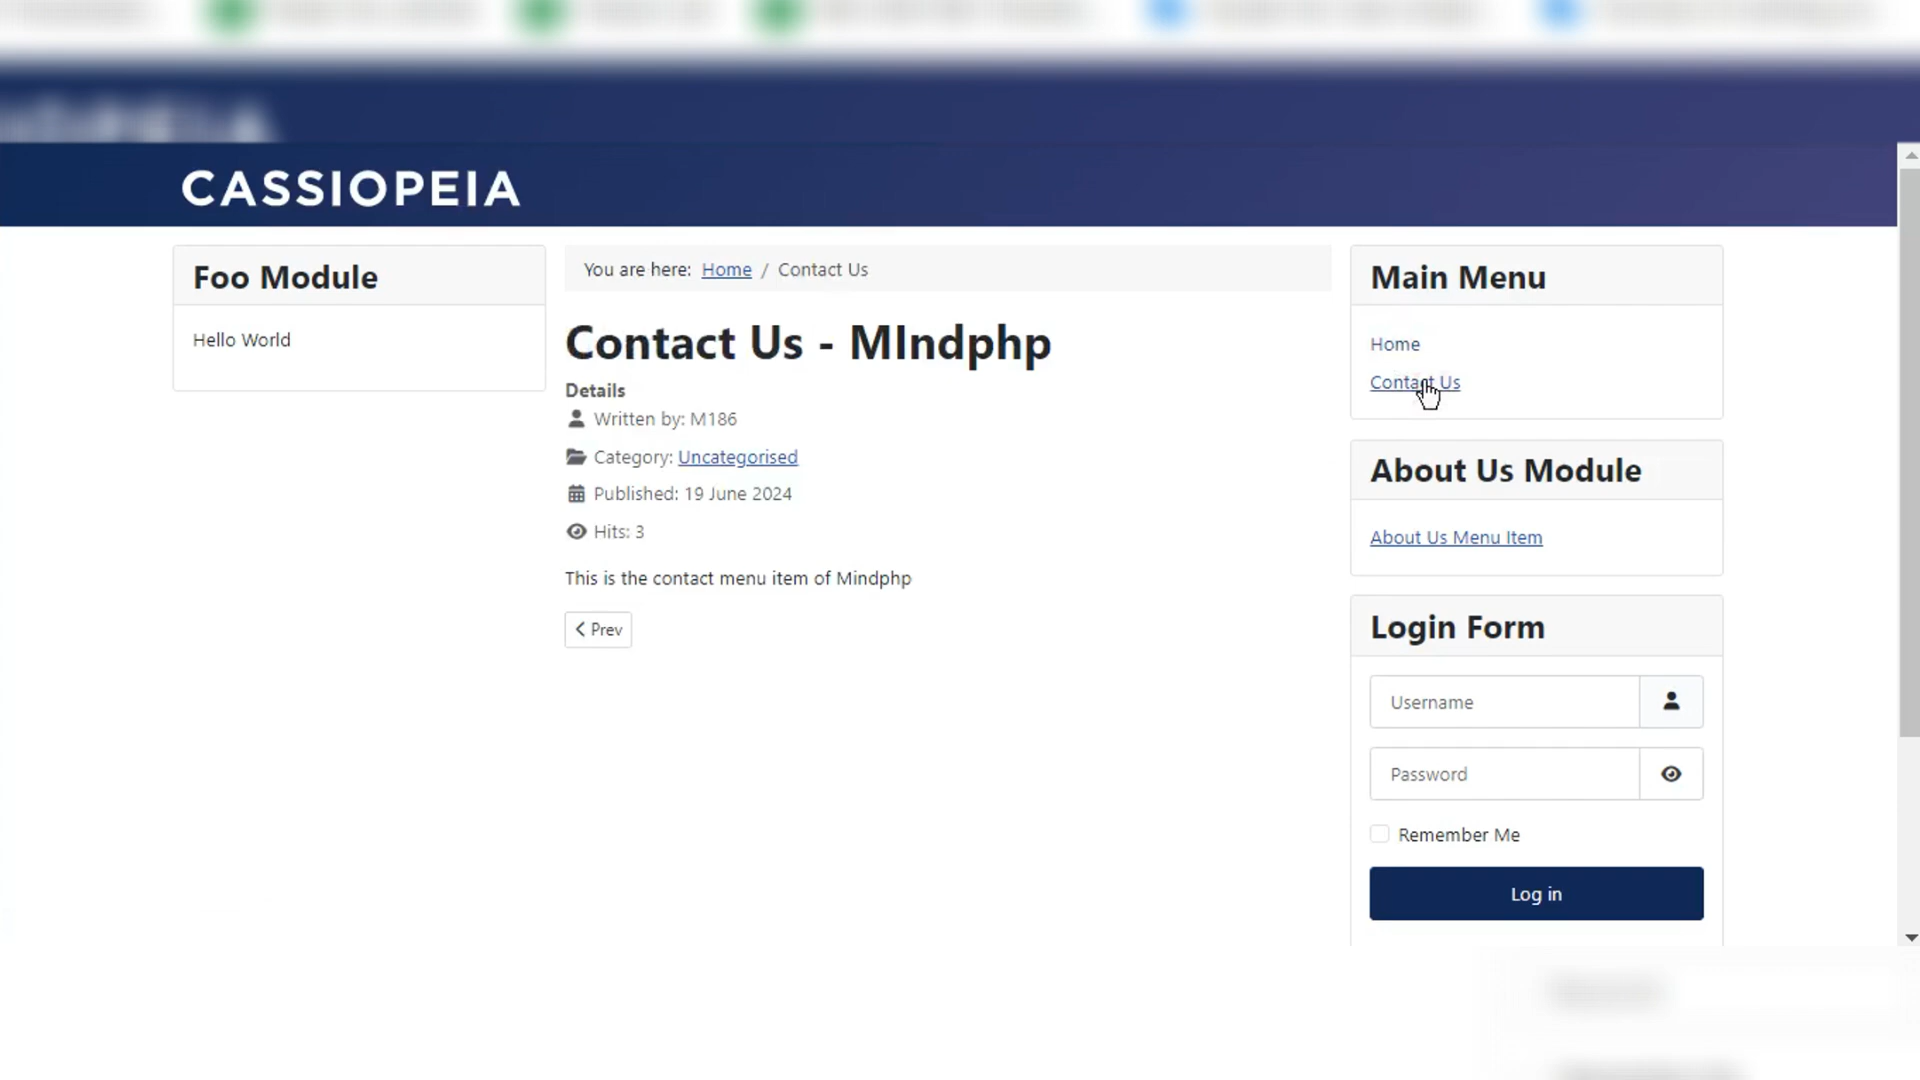 CASSIOPEIA
Foo Module
Hello World
You are here: Home / Contact Us
Contact Us - MIndphp
Details
Written by: M186
Category: Uncategorised
Published: 19 June 2024
Hits: 3
This is the contact menu item of Mindphp
Prev
Main Menu
Home
Contact Us
About Us Module
About Us Menu Item
Login Form
Username
Password
Remember Me
Log in